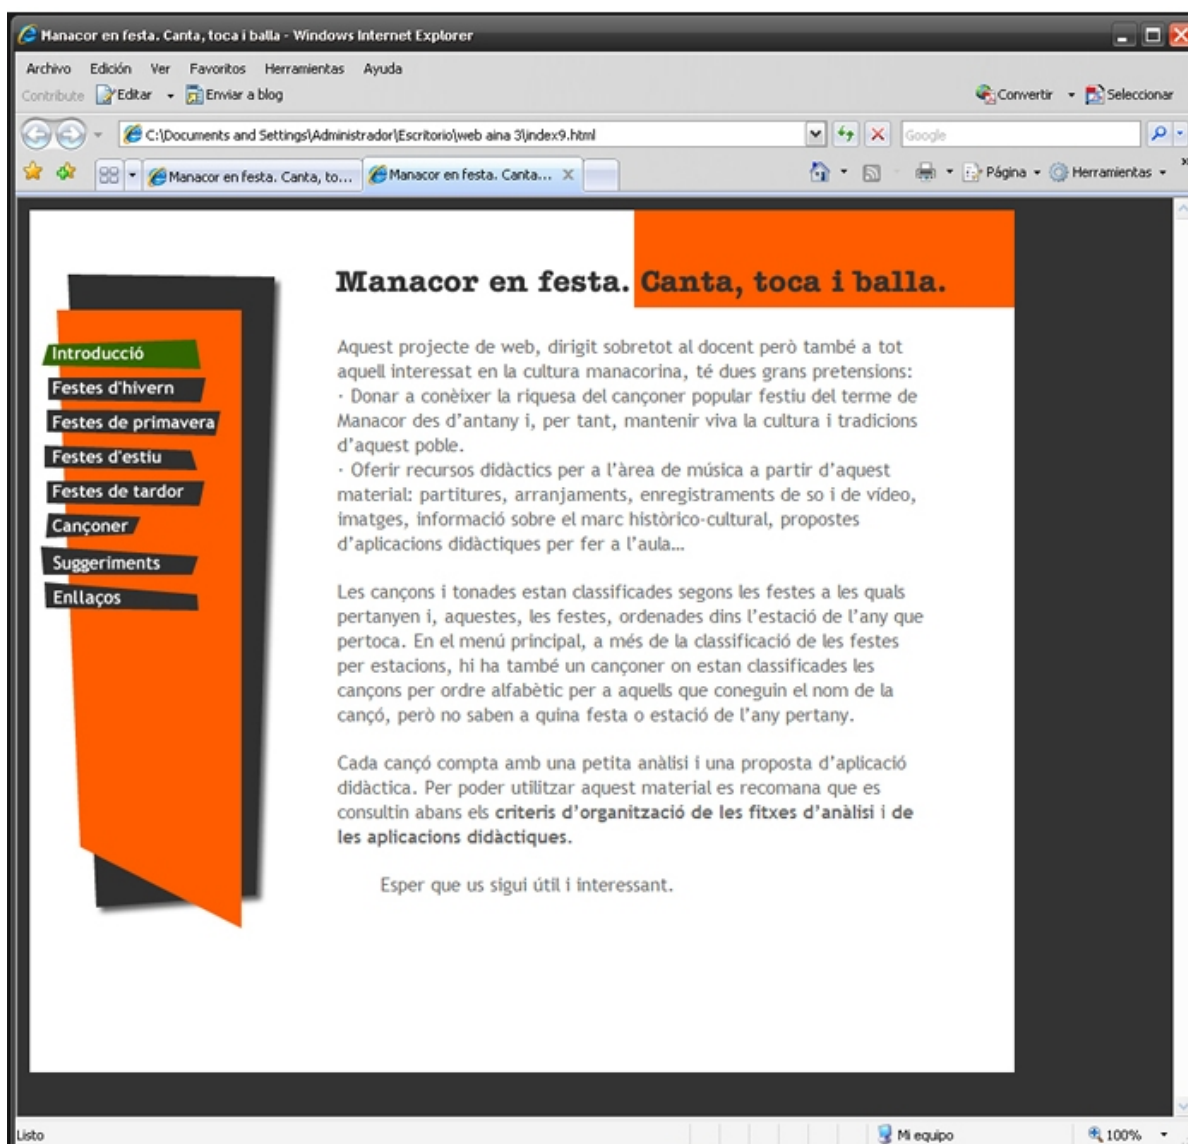 Manacor en festa. Canta, toca i balla - Windows Internet Explorer
Archivo Edición Ver Favoritos Herramientas Ayuda
Contribute Editar Enviar a blog Convertir Seleccionar
C:\Documents and Settings\Administrador\Escritorio\web aina 3\index9.html Google
Manacor en festa. Canta, to... Manacor en festa. Canta... X Página Herramientas
Manacor en festa. Canta, toca i balla.
Introducció
Festes d'hivern
Festes de primavera
Festes d'estiu
Festes de tardor
Cançoner
Suggeriments
Enllaços
Aquest projecte de web, dirigit sobretot al docent però també a tot
aquell interessat en la cultura manacorina, té dues grans pretensions:
· Donar a conèixer la riquesa del cançoner popular festiu del terme de
Manacor des d’antany i, per tant, mantenir viva la cultura i tradicions
d’aquest poble.
· Oferir recursos didàctics per a l’àrea de música a partir d’aquest
material: partitures, arranjaments, enregistraments de so i de vídeo,
imatges, informació sobre el marc històrico-cultural, propostes
d’aplicacions didàctiques per fer a l’aula…
Les cançons i tonades estan classificades segons les festes a les quals
pertanyen i, aquestes, les festes, ordenades dins l’estació de l’any que
pertoca. En el menú principal, a més de la classificació de les festes
per estacions, hi ha també un cançoner on estan classificades les
cançons per ordre alfabètic per a aquells que coneguin el nom de la
cançó, però no saben a quina festa o estació de l’any pertany.
Cada cançó compta amb una petita anàlisi i una proposta d’aplicació
didàctica. Per poder utilitzar aquest material es recomana que es
consultin abans els criteris d’organització de les fitxes d’anàlisi i de
les aplicacions didàctiques.
Esper que us sigui útil i interessant.
Listo Mi equipo 100%